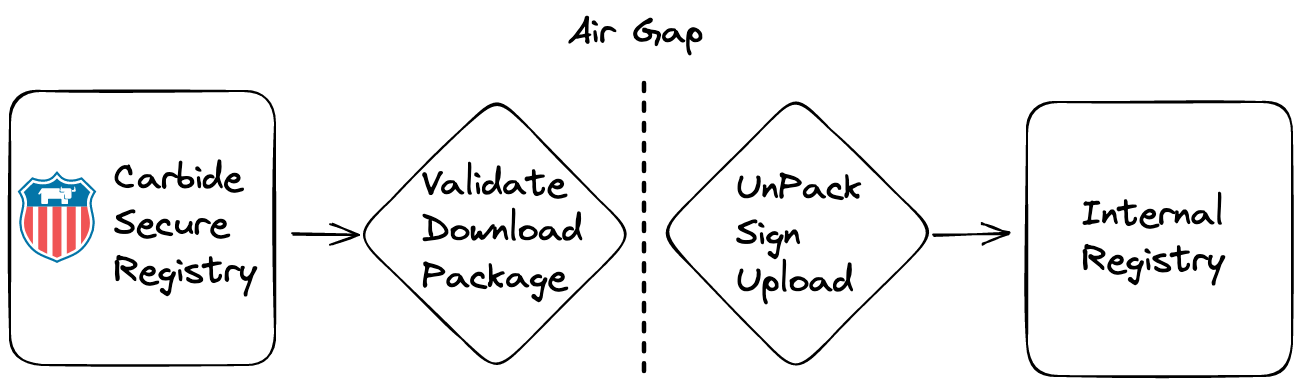 Air Gap
Carbide
Secure
Registry
Validate
Download
Package
UnPack
Sign
Upload
Internal
Registry